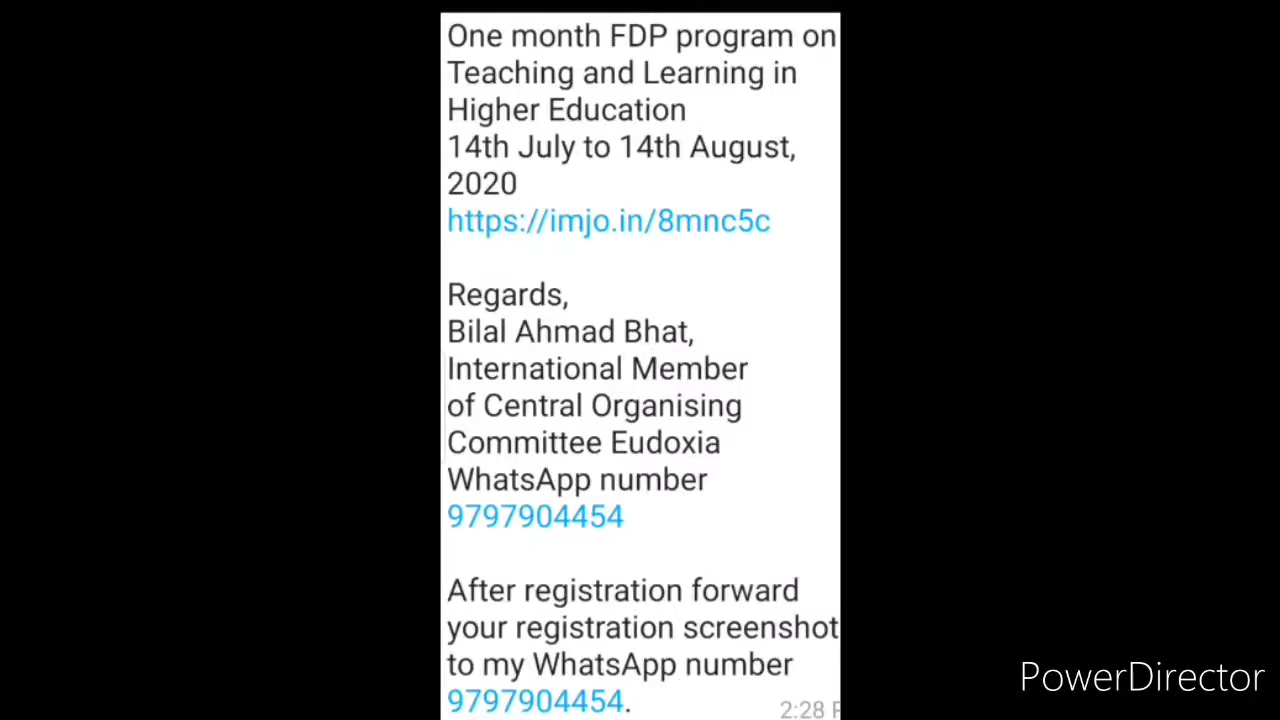 One month FDP program on
Teaching and Learning in
Higher Education
14th July to 14th August,
2020
https://imjo.in/8mnc5c
Regards,
Bilal Ahmad Bhat,
International Member
of Central Organising
Committee Eudoxia
WhatsApp number
9797904454
After registration forward
your registration screenshot
to my WhatsApp number
9797904454.
2:28
PowerDirector